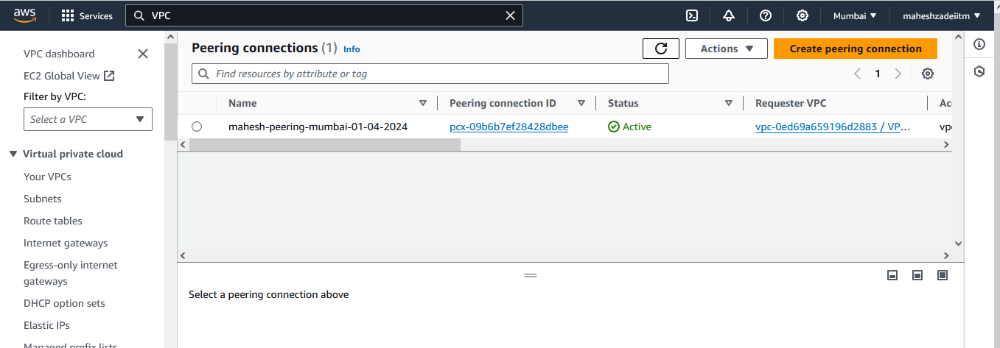 aws Services VPC Mumbai maheshzadeiitm
VPC dashboard
EC2 Global View
Filter by VPC:
Select a VPC
Virtual private cloud
Your VPCs
Subnets
Route tables
Internet gateways
Egress-only internet
gateways
DHCP option sets
Elastic IPs
Managed prefix lists
Peering connections (1) Info
Actions
Create peering connection
Find resources by attribute or tag
1
Name Peering connection ID Status Requester VPC Acc
mahesh-peering-mumbai-01-04-2024 pcx-09b6b7ef28428dbee Active vpc-0ed69a659196d2883 / VP... vpc
Select a peering connection above